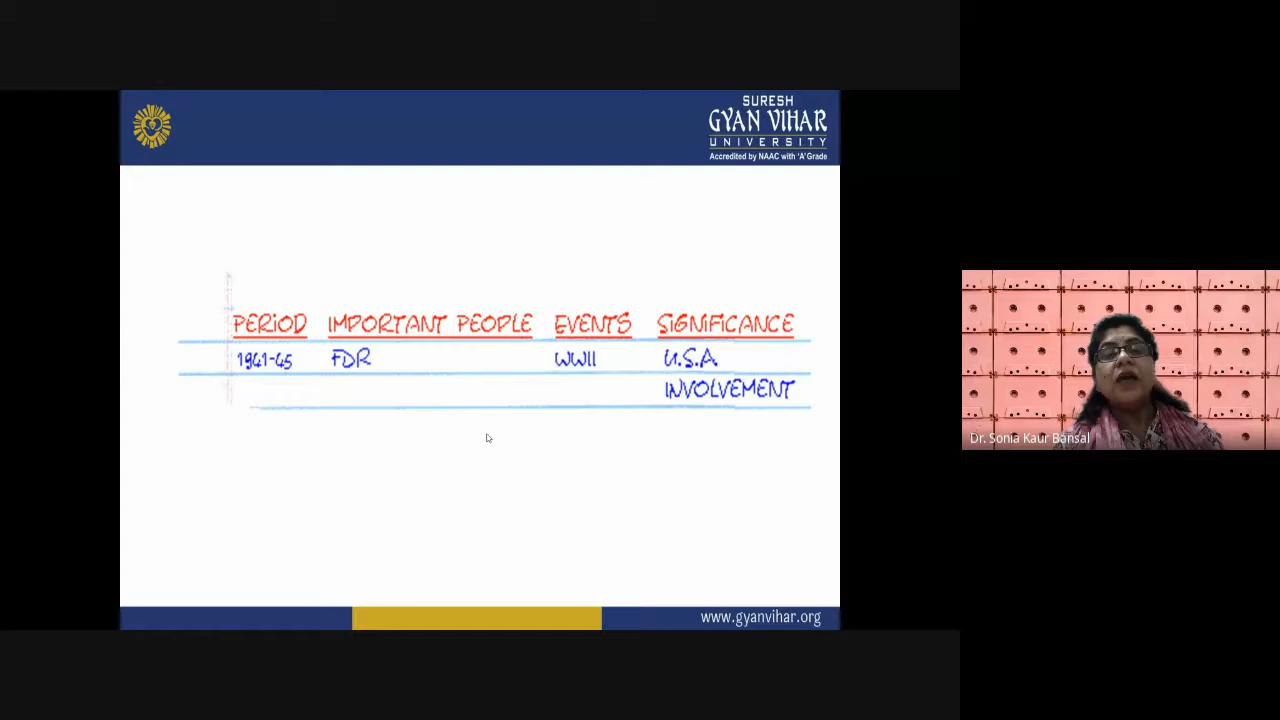 SURESH
GYAN VIHAR
UNIVERSITY
Accredited by NAAC with 'A' Grade
PERIOD IMPORTANT PEOPLE EVENTS SIGNIFICANCE
1941-45 FDR WWII U.S.A
INVOLVEMENT
Dr. Sonia Kaur Bansal
www.gyanvihar.org